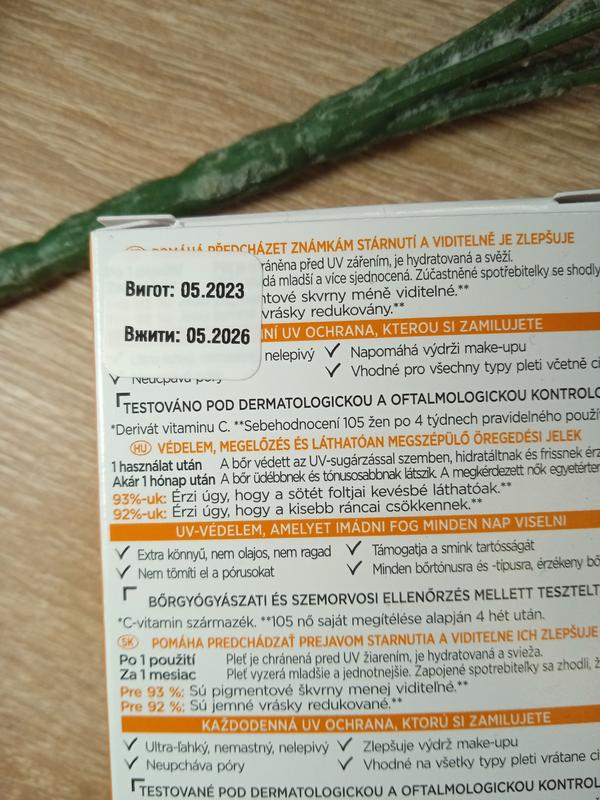 POMÁHÁ PŘEDCHÁZET ZNÁMKÁM STÁRNUTÍ A VIDITELNĚ JE ZLEPŠUJE
ráněna před UV zářením, je hydratovaná a svěží.
dá mladší a více sjednocená. Zúčastněné spotřebitelky se shodly
ntové skvrny méně viditelné.**
vrásky redukovány.**
Вигот: 05.2023
Вжити: 05.2026
NÍ UV OCHRANA, KTEROU SI ZAMILUJETE
nelepivý ✓ Napomáhá výdrži make-upu
✓ Neucpává póry ✓ Vhodné pro všechny typy pleti včetně ci
TESTOVÁNO POD DERMATOLOGICKOU A OFTALMOLOGICKOU KONTROLO
*Derivát vitaminu C. **Sebehodnocení 105 žen po 4 týdnech pravidelného použí
HU VÉDELEM, MEGELŐZÉS ÉS LÁTHATÓAN MEGSZÉPÜLŐ ÖREGEDÉSI JELEK
1 használat után A bőr védett az UV-sugárzással szemben, hidratáltnak és frissnek érz
Akár 1 hónap után A bőr üdébbnek és tónusosabbnak látszik. A megkérdezett nők egyetérte
93%-uk: Érzi úgy, hogy a sötét foltjai kevésbé láthatóak.**
92%-uk: Érzi úgy, hogy a kisebb ráncai csökkennek.**
UV-VÉDELEM, AMELYET IMÁDNI FOG MINDEN NAP VISELNI
✓ Extra könnyű, nem olajos, nem ragad ✓ Támogatja a smink tartósságát
✓ Nem tömíti el a pórusokat ✓ Minden bőrtónusra és -típusra, érzékeny bő
BŐRGYÓGYÁSZATI ÉS SZEMORVOSI ELLENŐRZÉS MELLETT TESZTELT
*C-vitamin származék. **105 nő saját megítélése alapján 4 hét után.
SK POMÁHA PREDCHÁDZAŤ PREJAVOM STARNUTIA A VIDITEĽNE ICH ZLEPŠUJE
Po 1 použití Pleť je chránená pred UV žiarením, je hydratovaná a svieža.
Za 1 mesiac Pleť vyzerá mladšie a jednotnejšie. Zapojené spotrebiteľky sa zhodli, ž
Pre 93 %: Sú pigmentové škvrny menej viditeľné.**
Pre 92 %: Sú jemné vrásky redukované.**
KAŽDODENNÁ UV OCHRANA, KTORÚ SI ZAMILUJETE
✓ Ultra-ľahký, nemastný, nelepivý ✓ Zlepšuje výdrž make-upu
✓ Neupcháva póry ✓ Vhodné na všetky typy pleti vrátane ci
TESTOVANÉ POD DERMATOLOGICKOU A OFTALMOLOGICKOU KONTROL